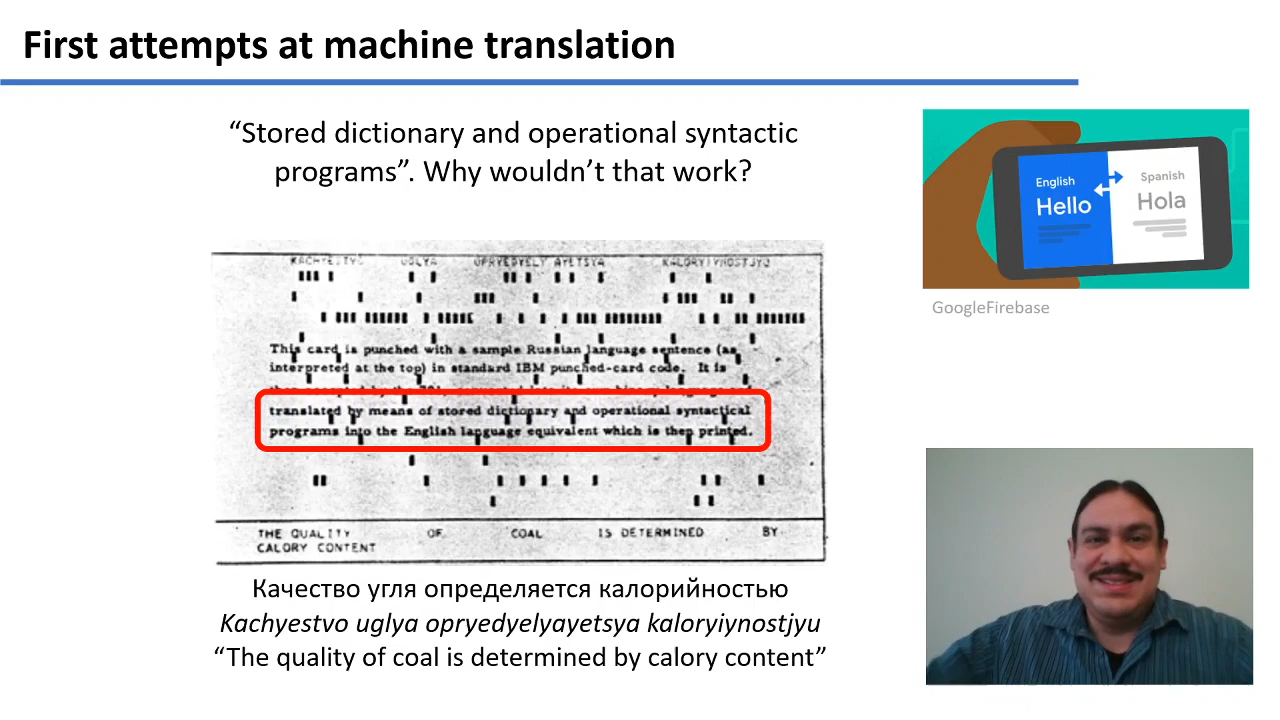 First attempts at machine translation
“Stored dictionary and operational syntactic
programs”. Why wouldn’t that work?
English
Hello
Spanish
Hola
GoogleFirebase
KACHYESTVO UGLYA OPRYEDYELYAYETSYA KALORYIYNOSTJYU
This card is punched with a sample Russian language sentence (as
interpreted at the top) in standard IBM punched-card code. It is
translated by means of stored dictionary and operational syntactical
programs into the English language equivalent which is then printed.
THE QUALITY OF COAL IS DETERMINED BY
CALORY CONTENT
Качество угля определяется калорийностью
Kachyestvo uglya opryedyelyayetsya kaloryiynostjyu
“The quality of coal is determined by calory content”